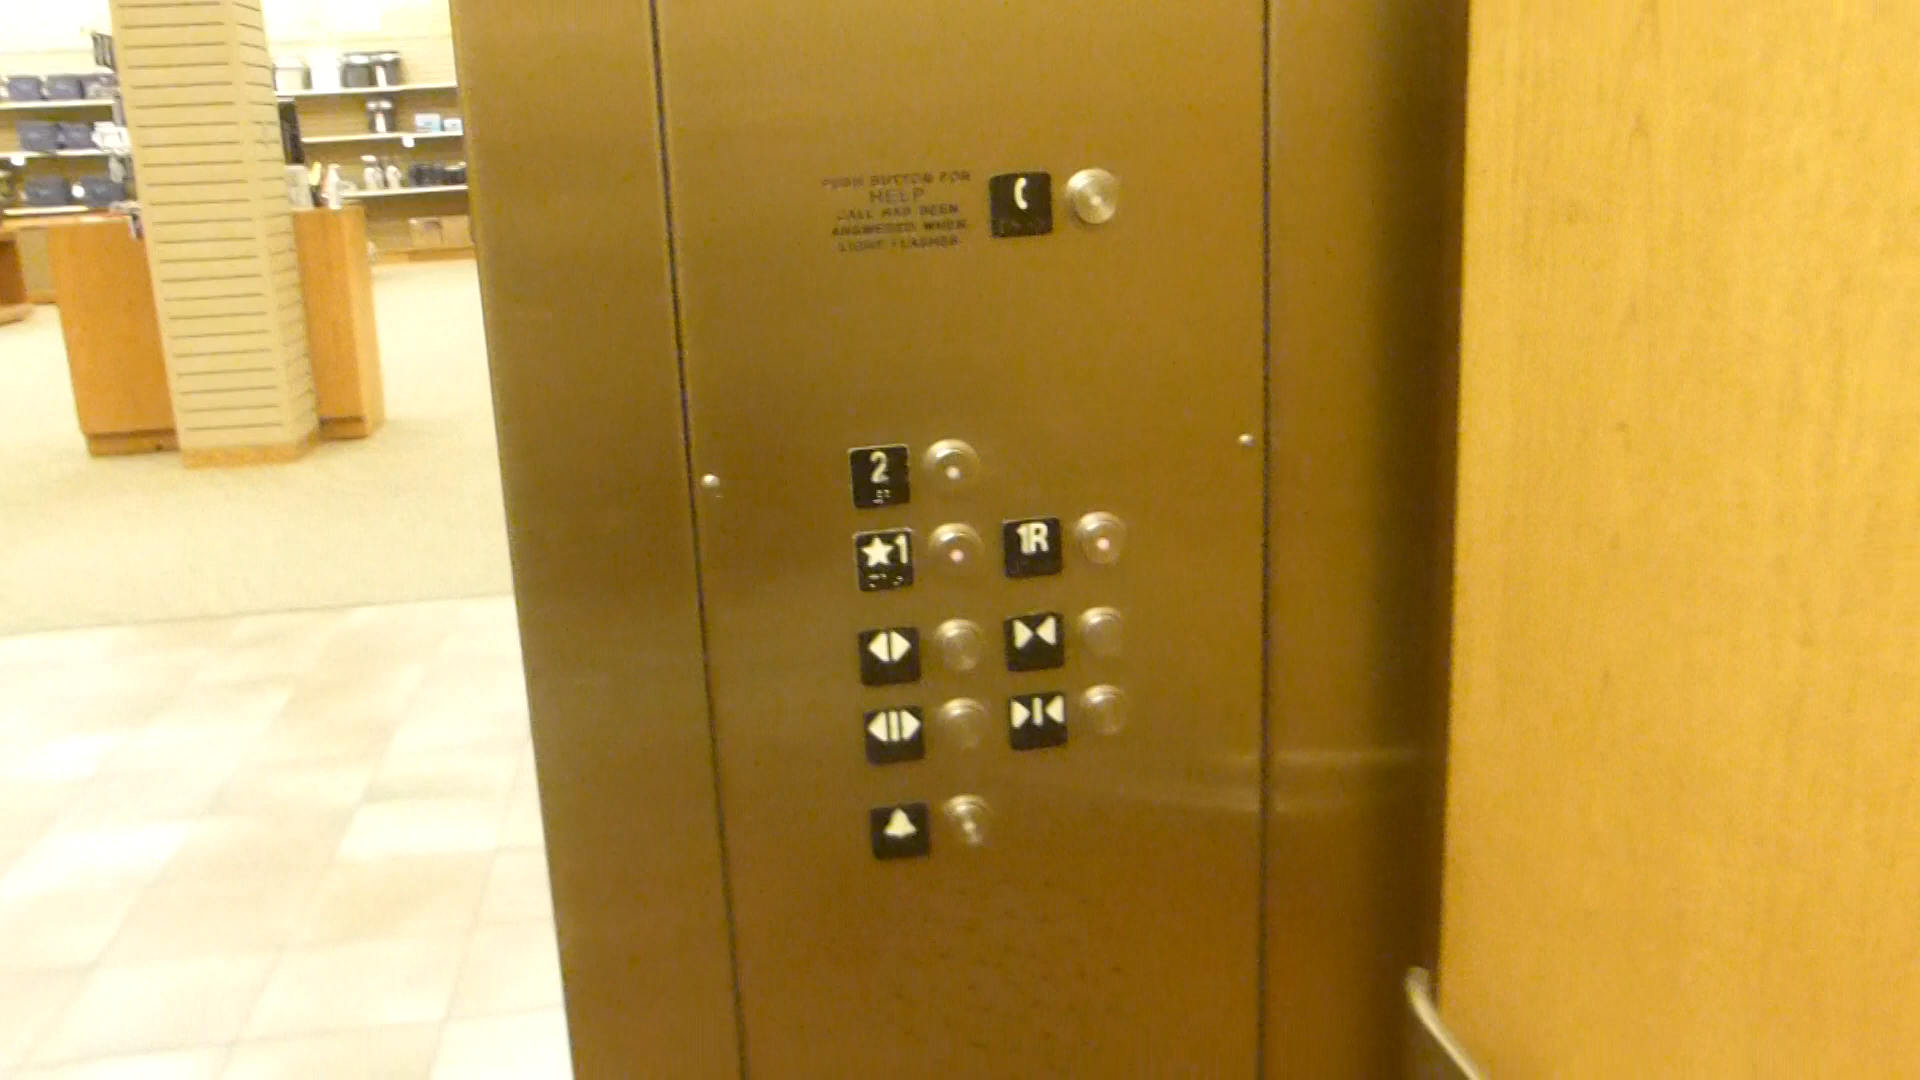 PUSH BUTTON FOR
HELP
CALL HAS BEEN
ANSWERED WHEN
LIGHT FLASHES
2
★1 1R